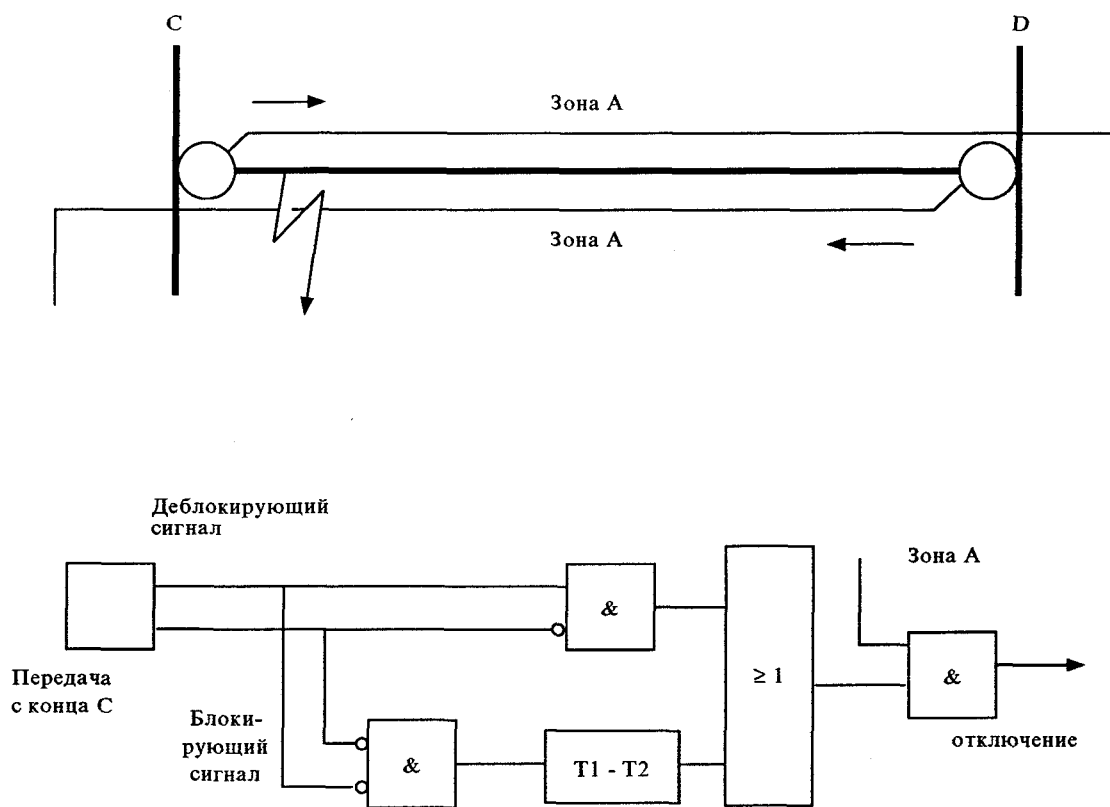 C
D
Зона А
Зона А
Деблокирующий
сигнал
Зона А
&
≥ 1
&
Передача
с конца С
Блоки-
рующий
сигнал
&
T1 - T2
отключение